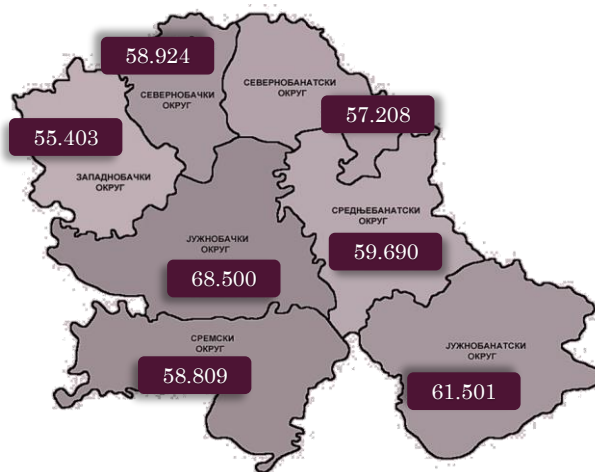 58.924
СЕВЕРНОБАЧКИ
ОКРУГ
СЕВЕРНОБАНАТСКИ
ОКРУГ
57.208
55.403
ЗАПАДНОБАЧКИ
ОКРУГ
СРЕДЊЕБАНАТСКИ
ОКРУГ
59.690
ЈУЖНОБАЧКИ
ОКРУГ
68.500
СРЕМСКИ
ОКРУГ
58.809
ЈУЖНОБАНАТСКИ
ОКРУГ
61.501